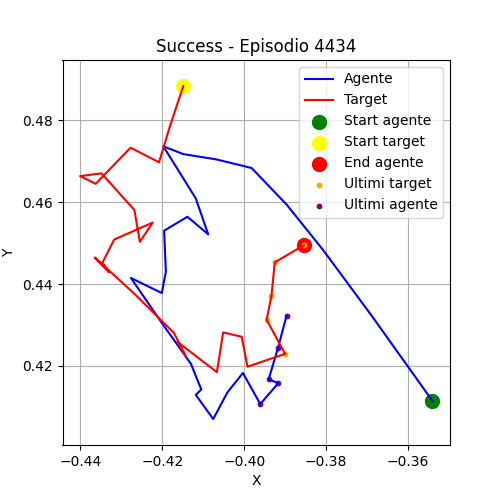 Success - Episodio 4434
Agente
Target
Start agente
Start target
End agente
Ultimi target
Ultimi agente
0.48
0.46
0.44
0.42
Y
−0.44 −0.42 −0.40 −0.38 −0.36
X